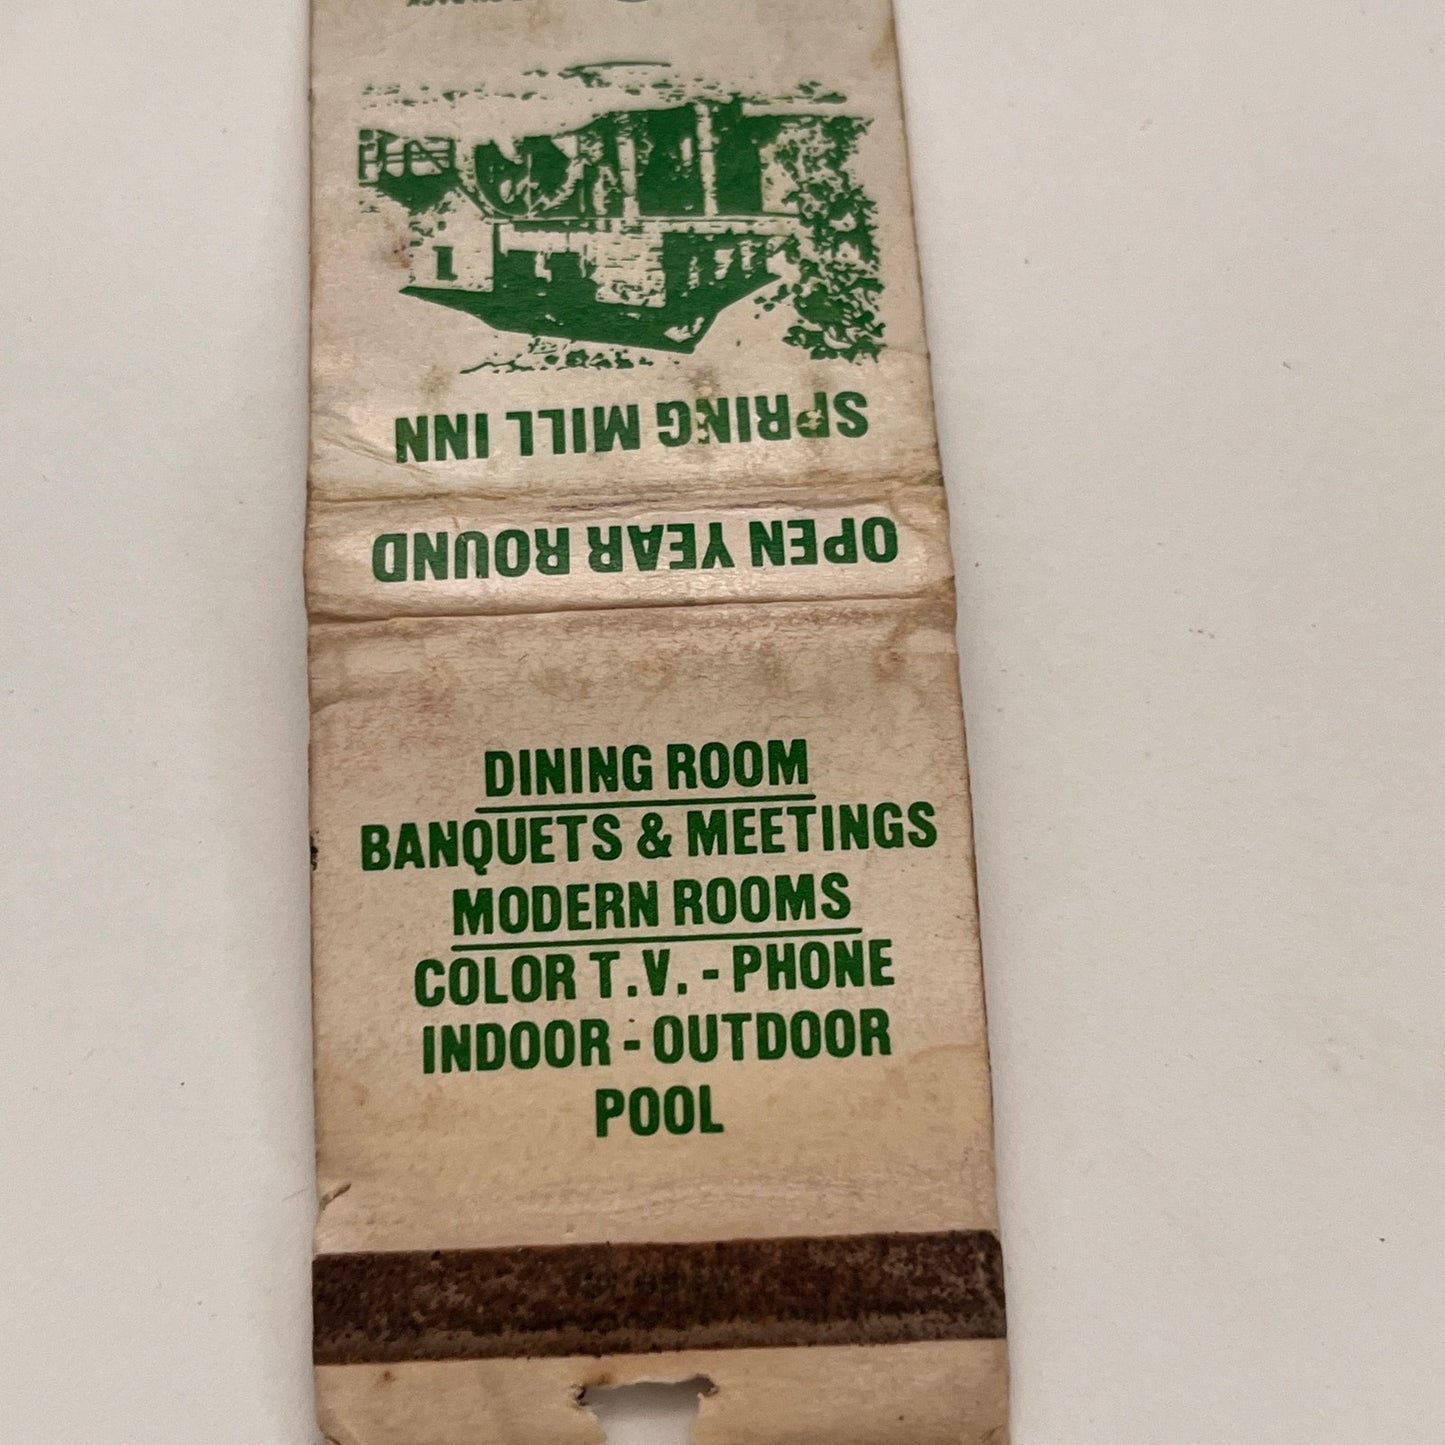 SPRING MILL INN
OPEN YEAR ROUND
DINING ROOM
BANQUETS & MEETINGS
MODERN ROOMS
COLOR T.V. - PHONE
INDOOR - OUTDOOR
POOL